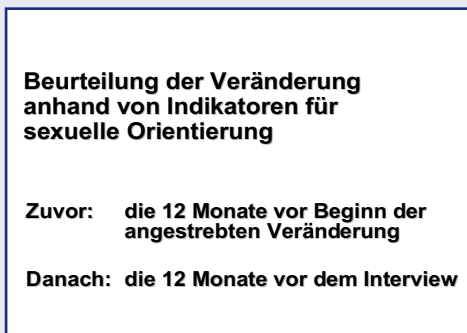 Beurteilung der Veränderung
anhand von Indikatoren für
sexuelle Orientierung
Zuvor: die 12 Monate vor Beginn der
angestrebten Veränderung
Danach: die 12 Monate vor dem Interview